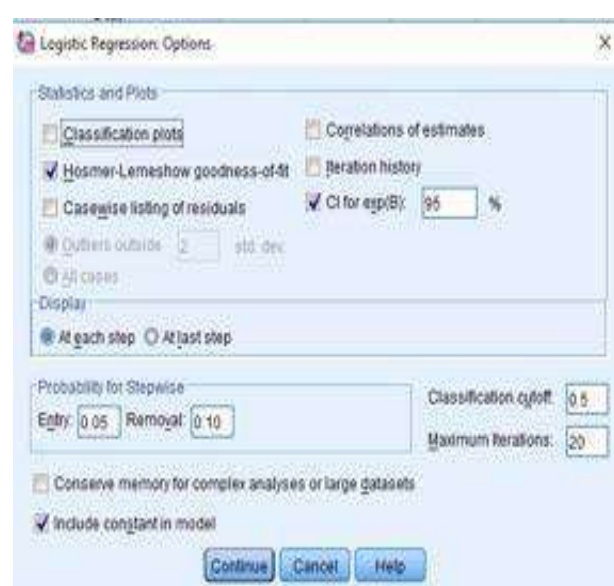 Logistic Regression: Options
Statistics and Plots
Classification plots
Correlations of estimates
Hosmer-Lemeshow goodness-of-fit
Iteration history
Casewise listing of residuals
CI for exp(B): 95 %
Outliers outside 2 std. dev.
All cases
Display
At each step At last step
Probability for Stepwise
Entry: 0.05 Removal: 0.10
Classification cutoff: 0.5
Maximum Iterations: 20
Conserve memory for complex analyses or large datasets
Include constant in model
Continue Cancel Help